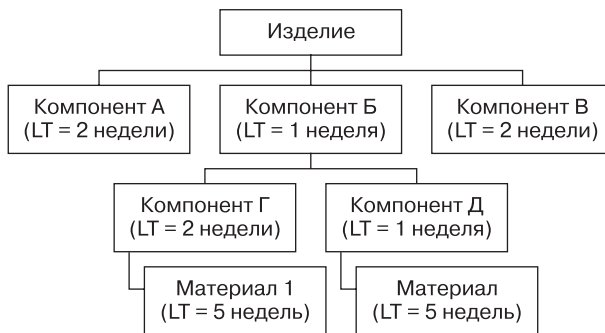 Изделие
Компонент А
(LT = 2 недели)
Компонент Б
(LT = 1 неделя)
Компонент В
(LT = 2 недели)
Компонент Г
(LT = 2 недели)
Компонент Д
(LT = 1 неделя)
Материал 1
(LT = 5 недель)
Материал
(LT = 5 недель)